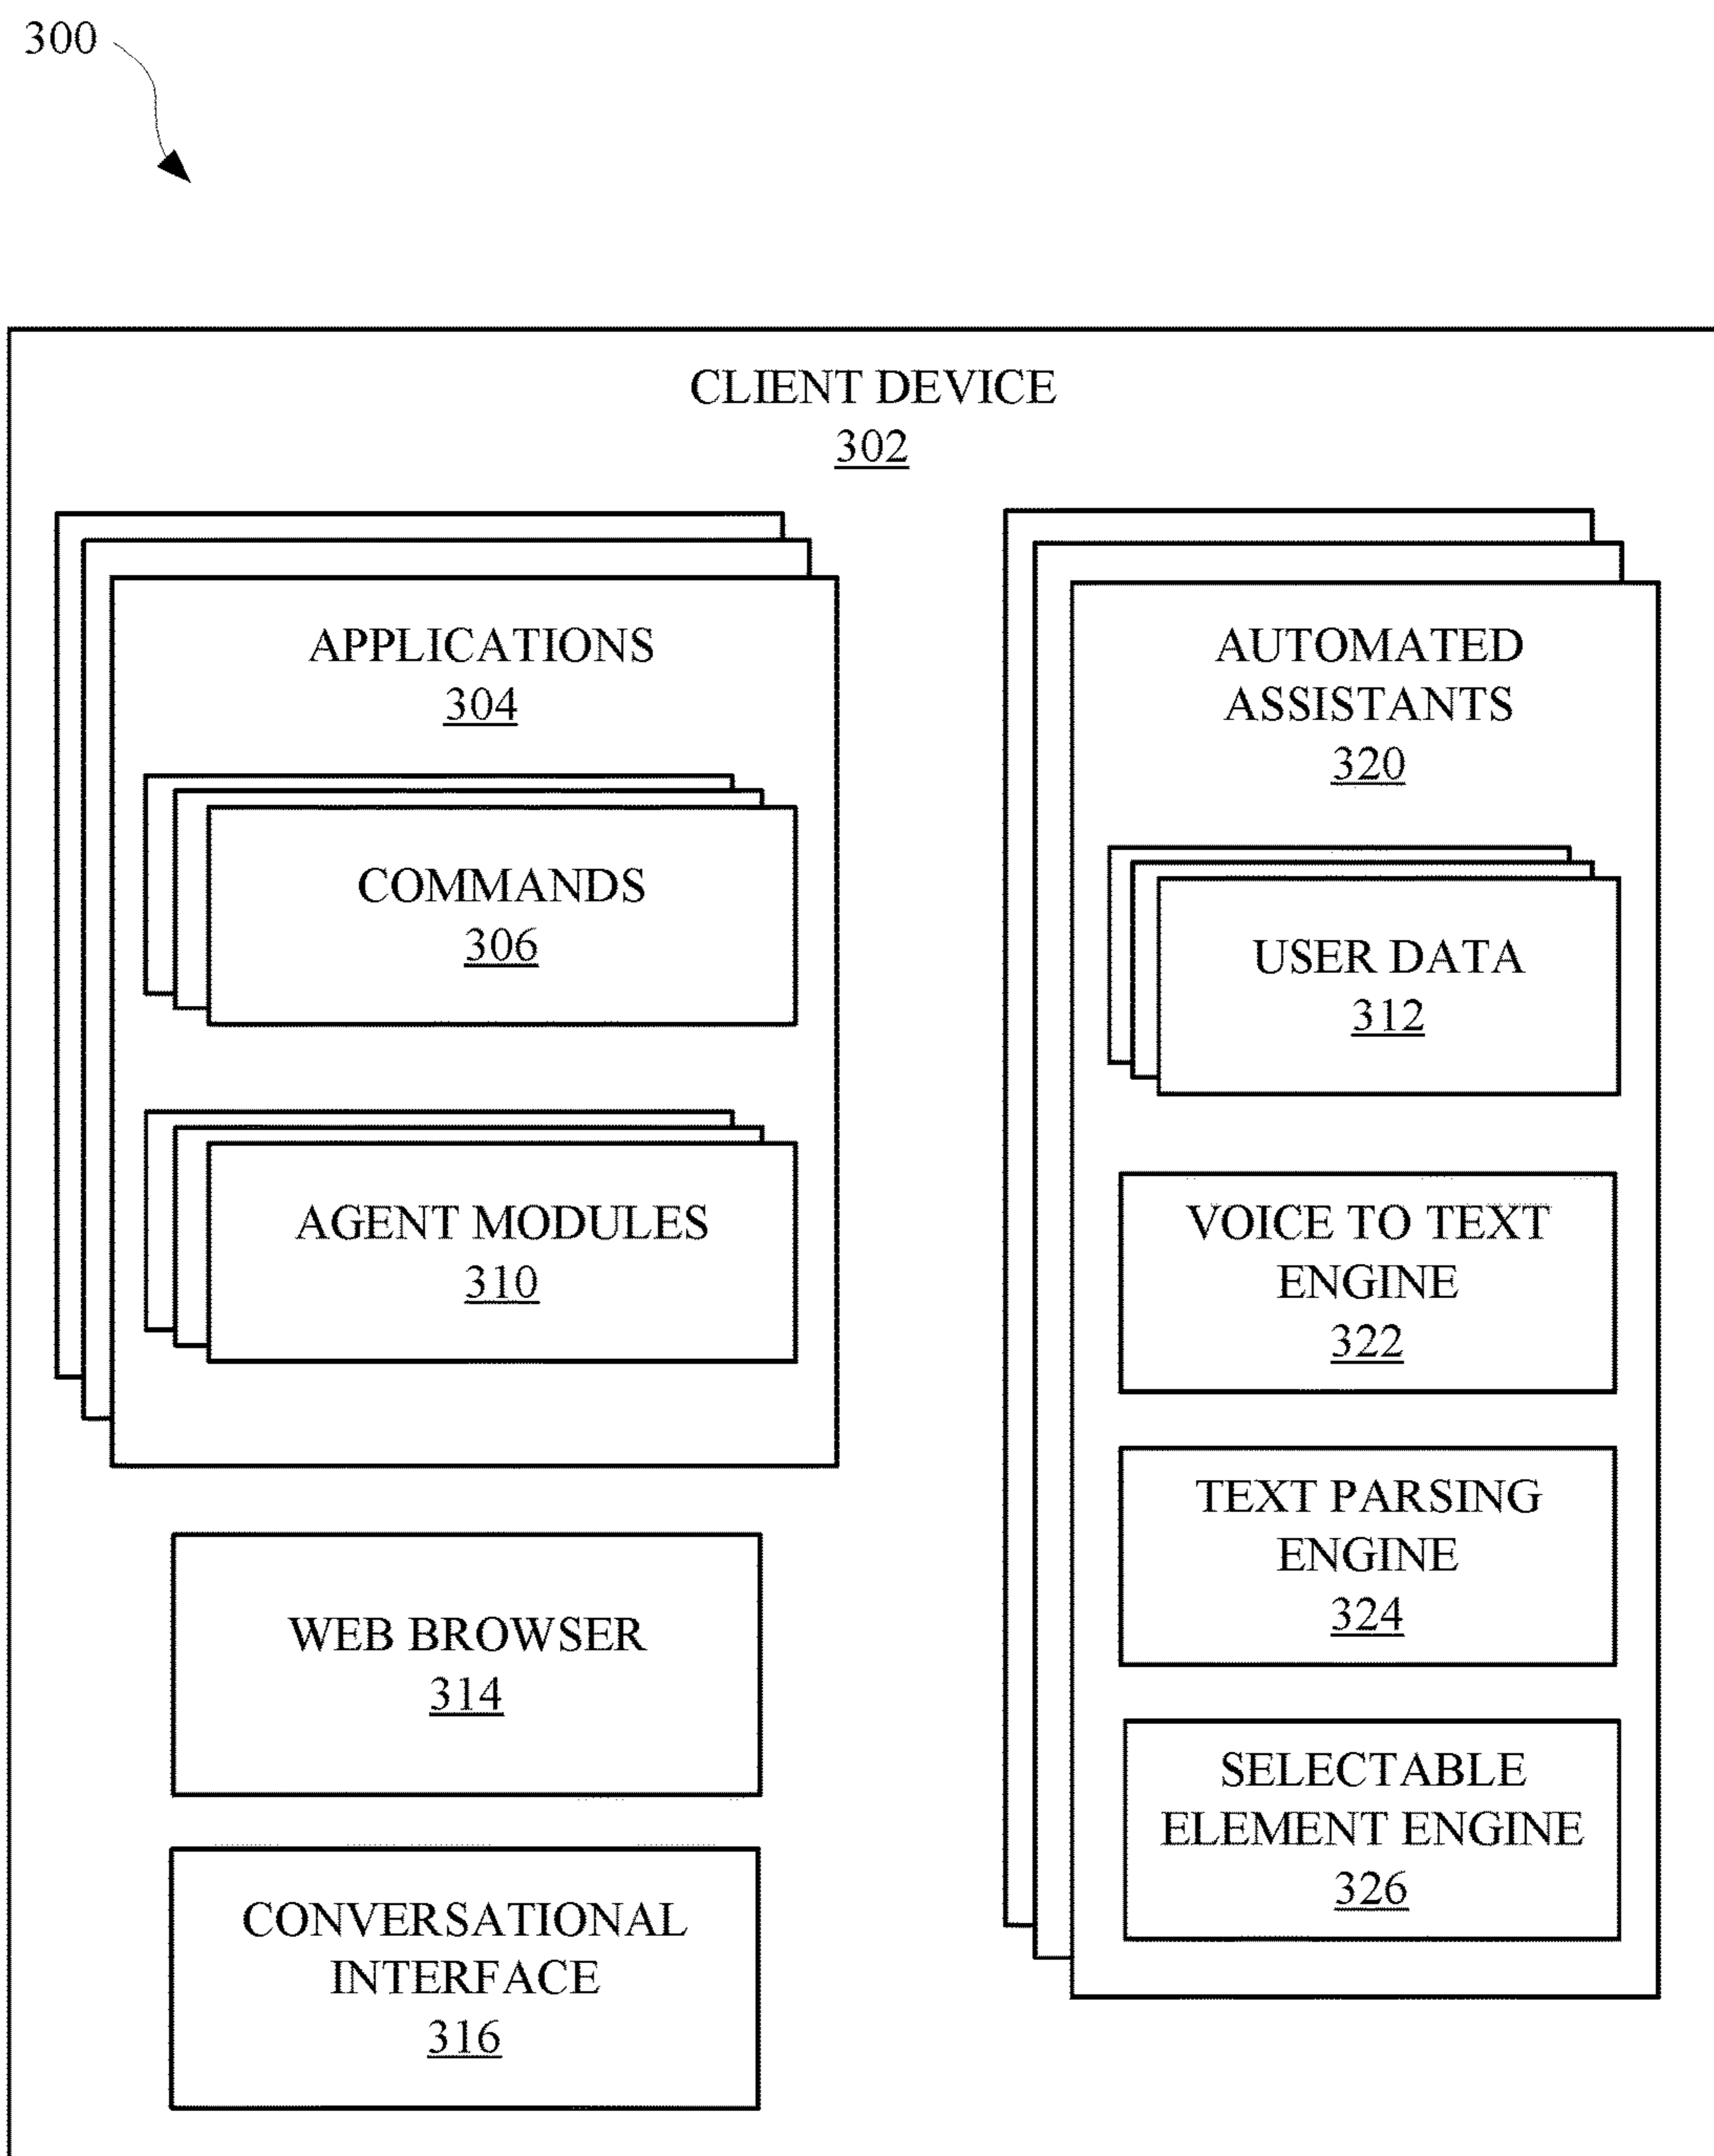 300
CLIENT DEVICE
302
APPLICATIONS
304
COMMANDS
306
AGENT MODULES
310
WEB BROWSER
314
CONVERSATIONAL
INTERFACE
316
AUTOMATED
ASSISTANTS
320
USER DATA
312
VOICE TO TEXT
ENGINE
322
TEXT PARSING
ENGINE
324
SELECTABLE
ELEMENT ENGINE
326